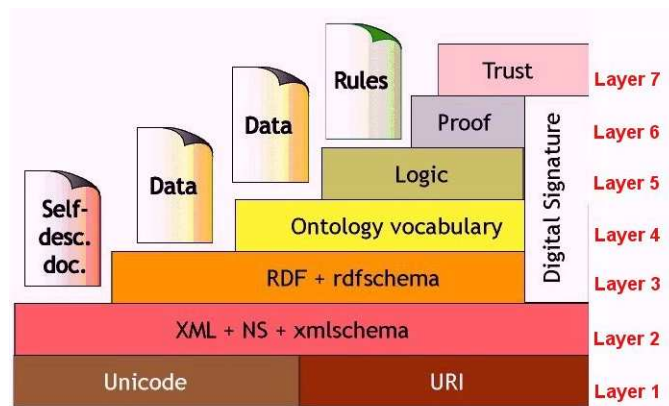 Trust
Layer 7
Rules
Proof
Layer 6
Data
Logic
Layer 5
Data
Ontology vocabulary
Digital Signature
Layer 4
Self-
desc.
doc.
RDF + rdfschema
Layer 3
XML + NS + xmlschema
Layer 2
Unicode
URI
Layer 1